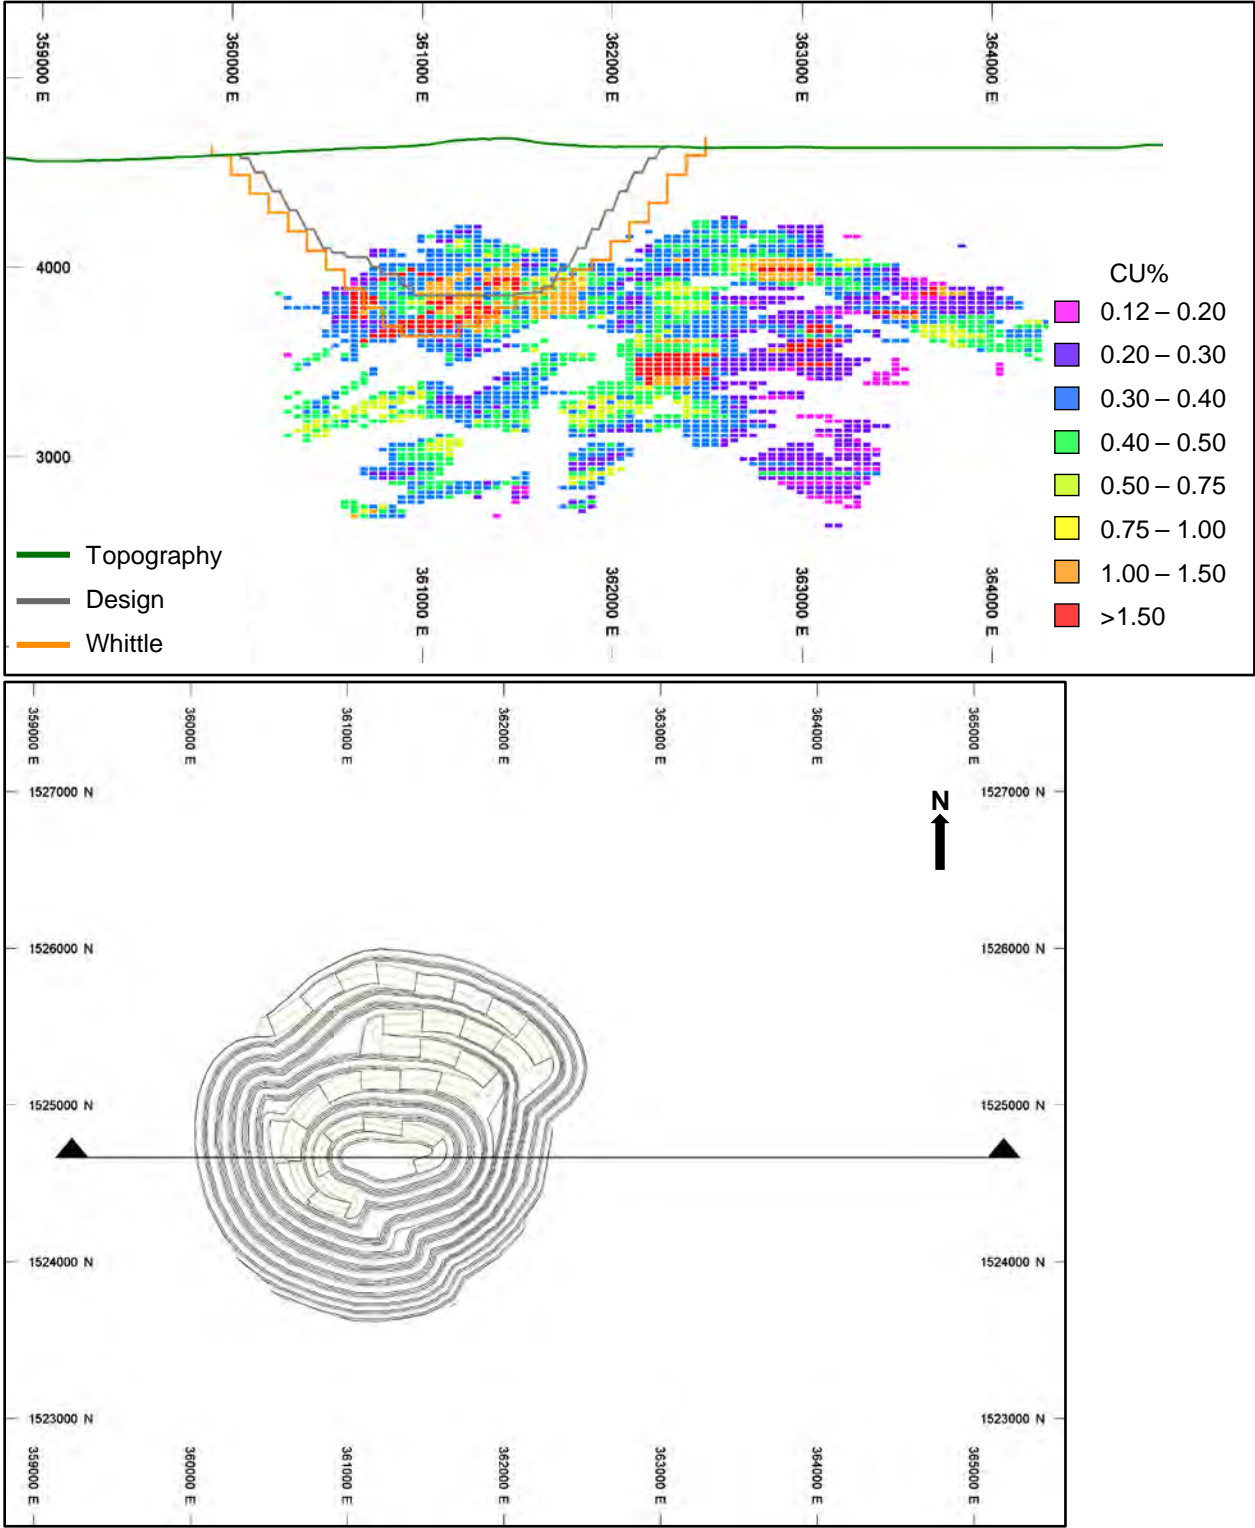 359000 E
360000 E
361000 E
362000 E
363000 E
364000 E
4000
3000
CU%
0.12 – 0.20
0.20 – 0.30
0.30 – 0.40
0.40 – 0.50
0.50 – 0.75
0.75 – 1.00
1.00 – 1.50
>1.50
Topography
Design
Whittle
361000 E
362000 E
363000 E
364000 E
359000 E
360000 E
361000 E
362000 E
363000 E
364000 E
365000 E
1527000 N
1527000 N
N
1526000 N
1526000 N
1525000 N
1525000 N
1524000 N
1524000 N
1523000 N
1523000 N
359000 E
360000 E
361000 E
362000 E
363000 E
364000 E
365000 E